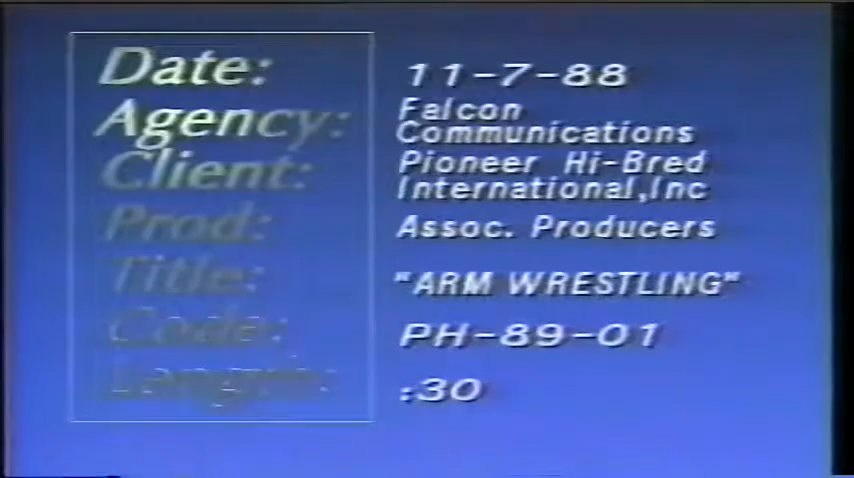 Date: 11-7-88
Agency: Falcon
Communications
Client: Pioneer Hi-Bred
International,Inc
Prod: Assoc. Producers
Title: "ARM WRESTLING"
Code: PH-89-01
Length: :30